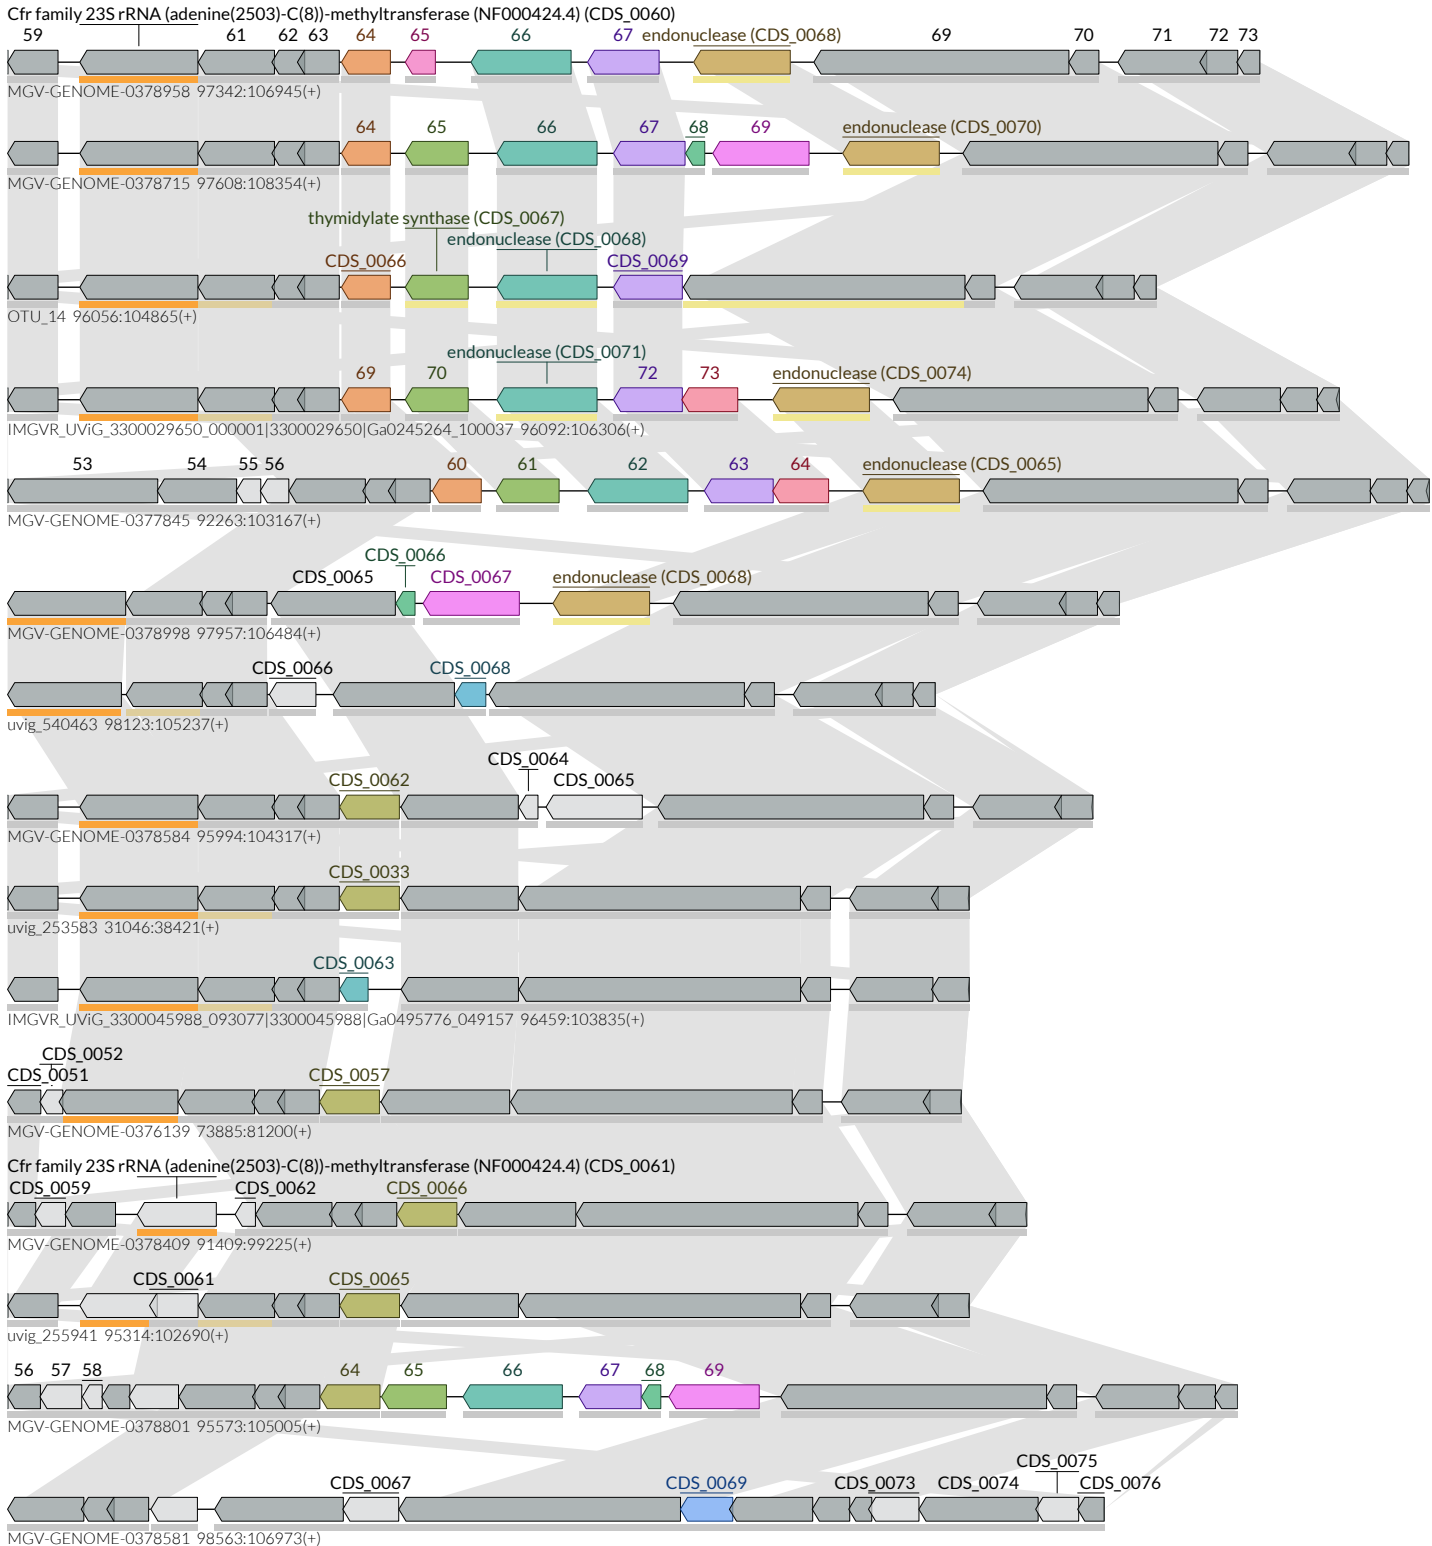 Cfr family 23S rRNA (adenine(2503)-C(8))-methyltransferase (NF000424.4) (CDS_0060)
59 61 62 63 64 65 66 67 endonuclease (CDS_0068) 69 70 71 72 73
MGV-GENOME-0378958 97342:106945(+)
64 65 66 67 68 69 endonuclease (CDS_0070)
MGV-GENOME-0378715 97608:108354(+)
thymidylate synthase (CDS_0067)
endonuclease (CDS_0068)
CDS_0066 CDS_0069
OTU_14 96056:104865(+)
endonuclease (CDS_0071)
69 70 72 73 endonuclease (CDS_0074)
IMGVR_UViG_3300029650_000001|3300029650|Ga0245264_100037 96092:106306(+)
53 54 55 56 60 61 62 63 64 endonuclease (CDS_0065)
MGV-GENOME-0377845 92263:103167(+)
CDS_0066
CDS_0065 CDS_0067 endonuclease (CDS_0068)
MGV-GENOME-0378998 97957:106484(+)
CDS_0066 CDS_0068
uvig_540463 98123:105237(+)
CDS_0064
CDS_0062 CDS_0065
MGV-GENOME-0378584 95994:104317(+)
CDS_0033
uvig_253583 31046:38421(+)
CDS_0063
IMGVR_UViG_3300045988_093077|3300045988|Ga0495776_049157 96459:103835(+)
CDS_0052
CDS_0051 CDS_0057
MGV-GENOME-0376139 73885:81200(+)
Cfr family 23S rRNA (adenine(2503)-C(8))-methyltransferase (NF000424.4) (CDS_0061)
CDS_0059 CDS_0062 CDS_0066
MGV-GENOME-0378409 91409:99225(+)
CDS_0061 CDS_0065
uvig_255941 95314:102690(+)
56 57 58 64 65 66 67 68 69
MGV-GENOME-0378801 95573:105005(+)
CDS_0075
CDS_0067 CDS_0069 CDS_0073 CDS_0074 CDS_0076
MGV-GENOME-0378581 98563:106973(+)